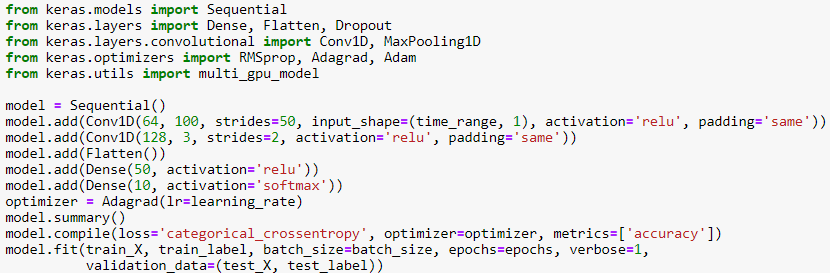 from keras.models import Sequential
from keras.layers import Dense, Flatten, Dropout
from keras.layers.convolutional import Conv1D, MaxPooling1D
from keras.optimizers import RMSprop, Adagrad, Adam
from keras.utils import multi_gpu_model

model = Sequential()
model.add(Conv1D(64, 100, strides=50, input_shape=(time_range, 1), activation='relu', padding='same'))
model.add(Conv1D(128, 3, strides=2, activation='relu', padding='same'))
model.add(Flatten())
model.add(Dense(50, activation='relu'))
model.add(Dense(10, activation='softmax'))
optimizer = Adagrad(lr=learning_rate)
model.summary()
model.compile(loss='categorical_crossentropy', optimizer=optimizer, metrics=['accuracy'])
model.fit(train_X, train_label, batch_size=batch_size, epochs=epochs, verbose=1,
          validation_data=(test_X, test_label))